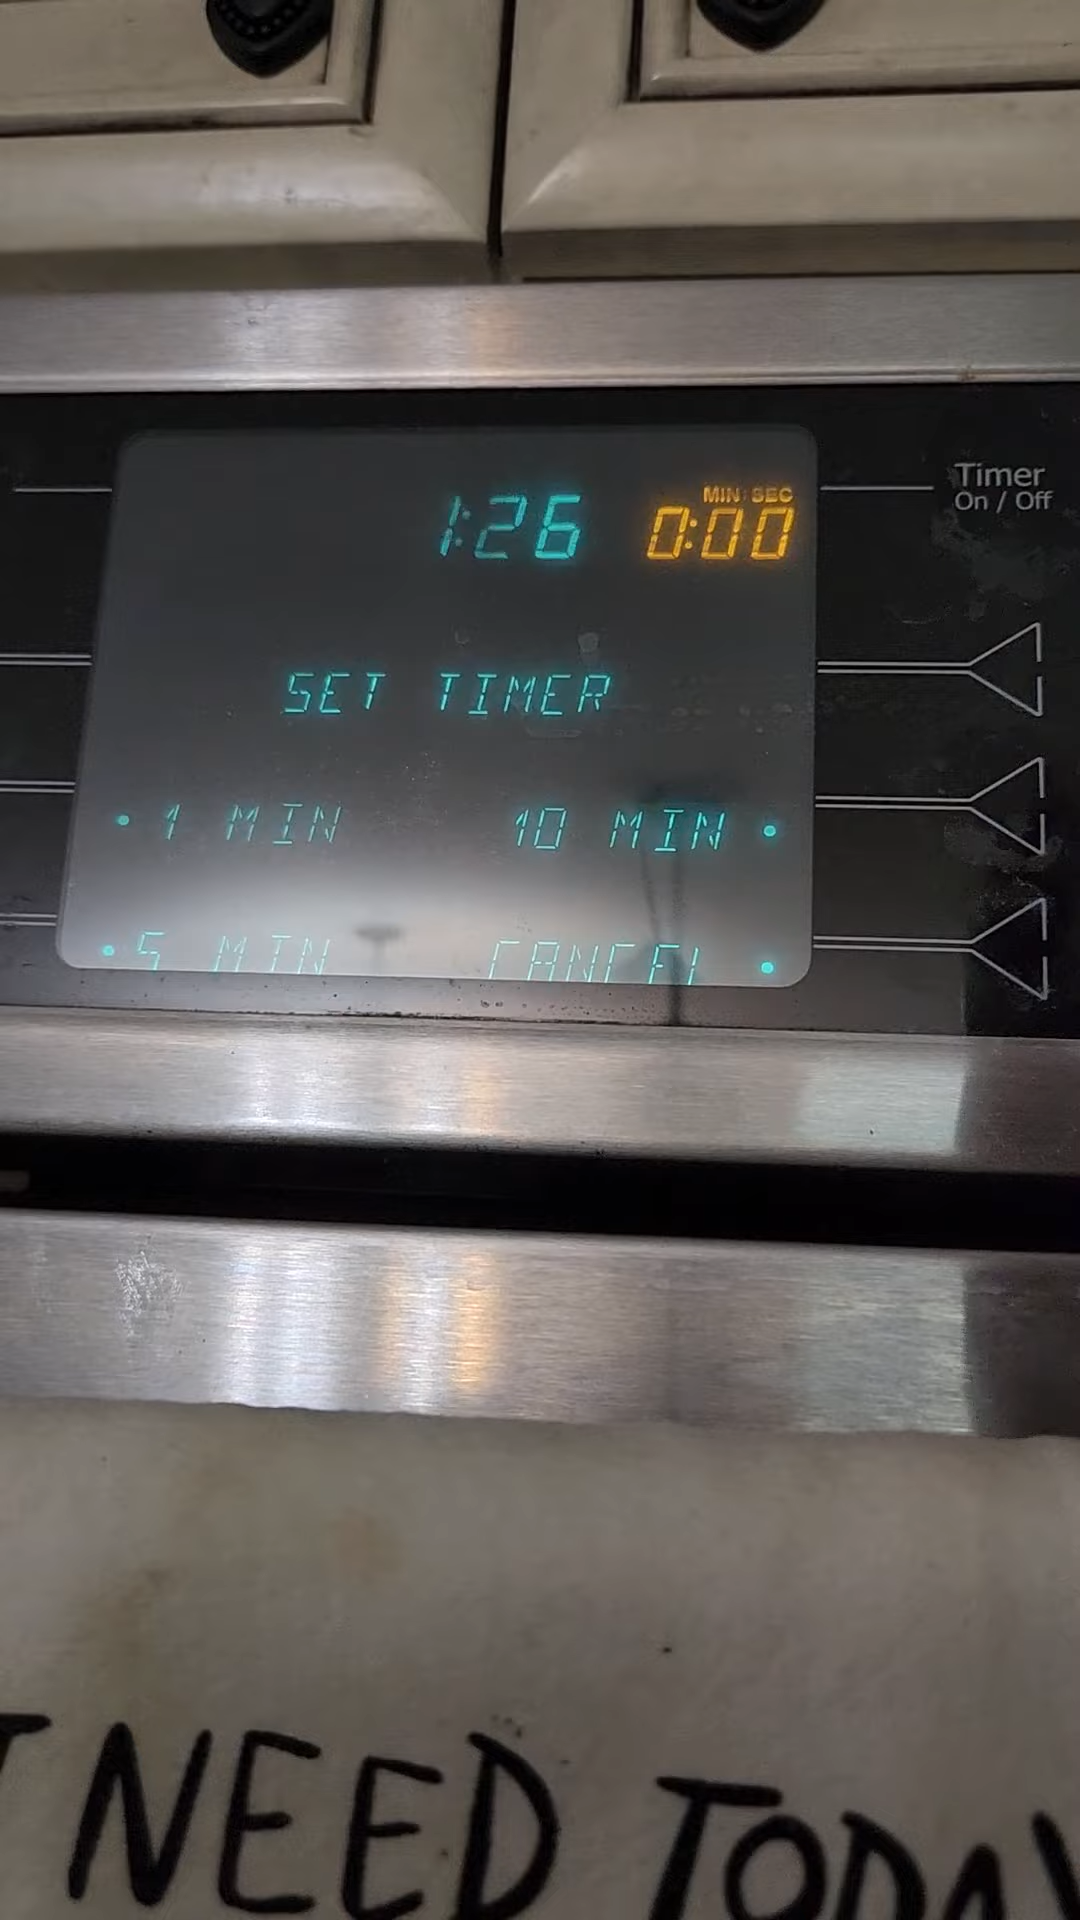 MIN SEC
1:26 0:00
Timer
On / Off
SET TIMER
1 MIN 10 MIN
5 MIN CANCEL
NEED TODAY